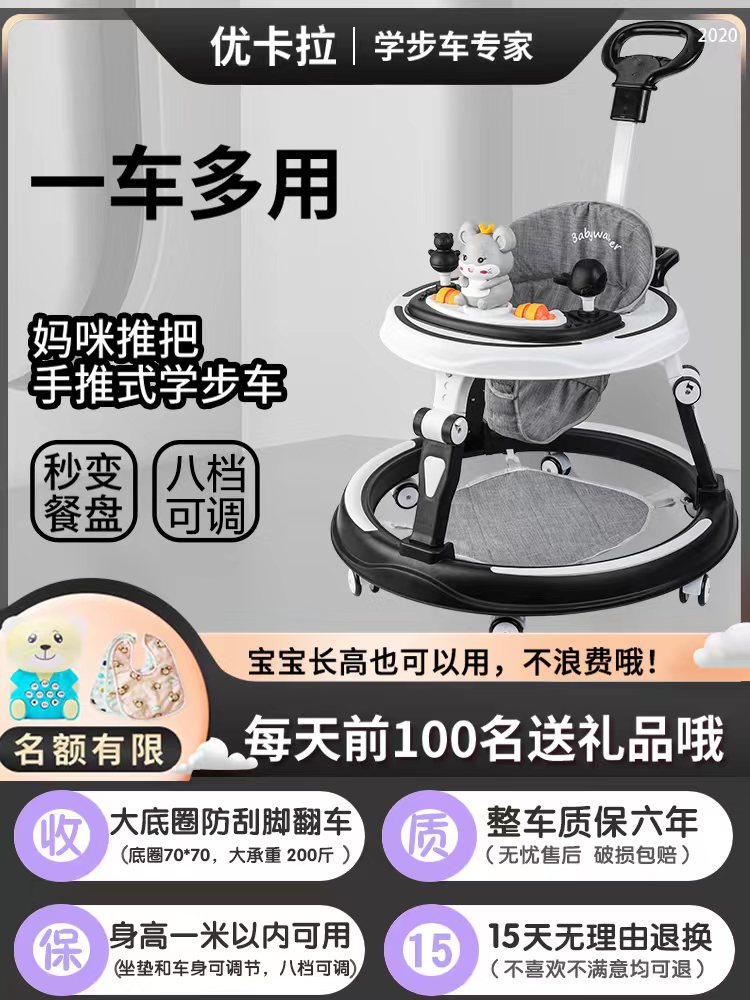 优卡拉｜学步车专家
2020
一车多用
Babywalker
妈咪推把
手推式学步车
秒变
餐盘
八档
可调
宝宝长高也可以用，不浪费哦！
名额有限
每天前100名送礼品哦
收
大底圈防刮脚翻车
（底圈70*70，大承重 200斤 ）
质
整车质保六年
（ 无忧售后 破损包赔 ）
保
身高一米以内可用
(坐垫和车身可调节，八档可调)
15
15天无理由退换
（ 不喜欢不满意均可退 ）